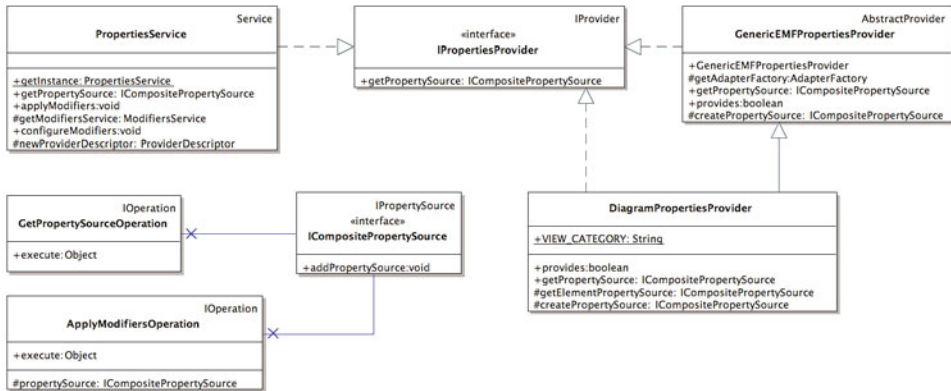 Service
PropertiesService
+getInstance: PropertiesService
+getPropertySource: ICompositePropertySource
+applyModifiers:void
#getModifiersService: ModifiersService
+configureModifiers:void
#newProviderDescriptor: ProviderDescriptor
IProvider
«interface»
IPropertiesProvider
+getPropertySource: ICompositePropertySource
AbstractProvider
GenericEMFPropertiesProvider
+GenericEMFPropertiesProvider
#getAdapterFactory:AdapterFactory
+getPropertySource: ICompositePropertySource
+provides:boolean
#createPropertySource: ICompositePropertySource
IOperation
GetPropertySourceOperation
+execute:Object
IPropertySource
«interface»
ICompositePropertySource
+addPropertySource:void
DiagramPropertiesProvider
+VIEW_CATEGORY: String
+provides:boolean
+getPropertySource: ICompositePropertySource
#getElementPropertySource: ICompositePropertySource
#createPropertySource: ICompositePropertySource
IOperation
ApplyModifiersOperation
+execute:Object
#propertySource: ICompositePropertySource